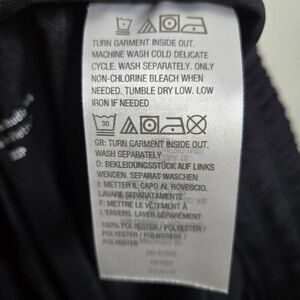 TURN GARMENT INSIDE OUT.
MACHINE WASH COLD DELICATE
CYCLE. WASH SEPARATELY. ONLY
NON-CHLORINE BLEACH WHEN
NEEDED. TUMBLE DRY LOW. LOW
IRON IF NEEDED
30
GB: TURN GARMENT INSIDE OUT.
WASH SEPARATELY
D: BEKLEIDUNGSSTÜCK AUF LINKS
WENDEN. SEPARAT WASCHEN
I: METTER IL CAPO AL ROVESCIO.
LAVARE SEPARATAMENTE
F: METTRE LE VÊTEMENT À
L'ENVERS. LAVER SÉPARÉMENT
100% POLYESTER / POLYESTER /
POLYESTER / POLIESTERE /
POLYESTER